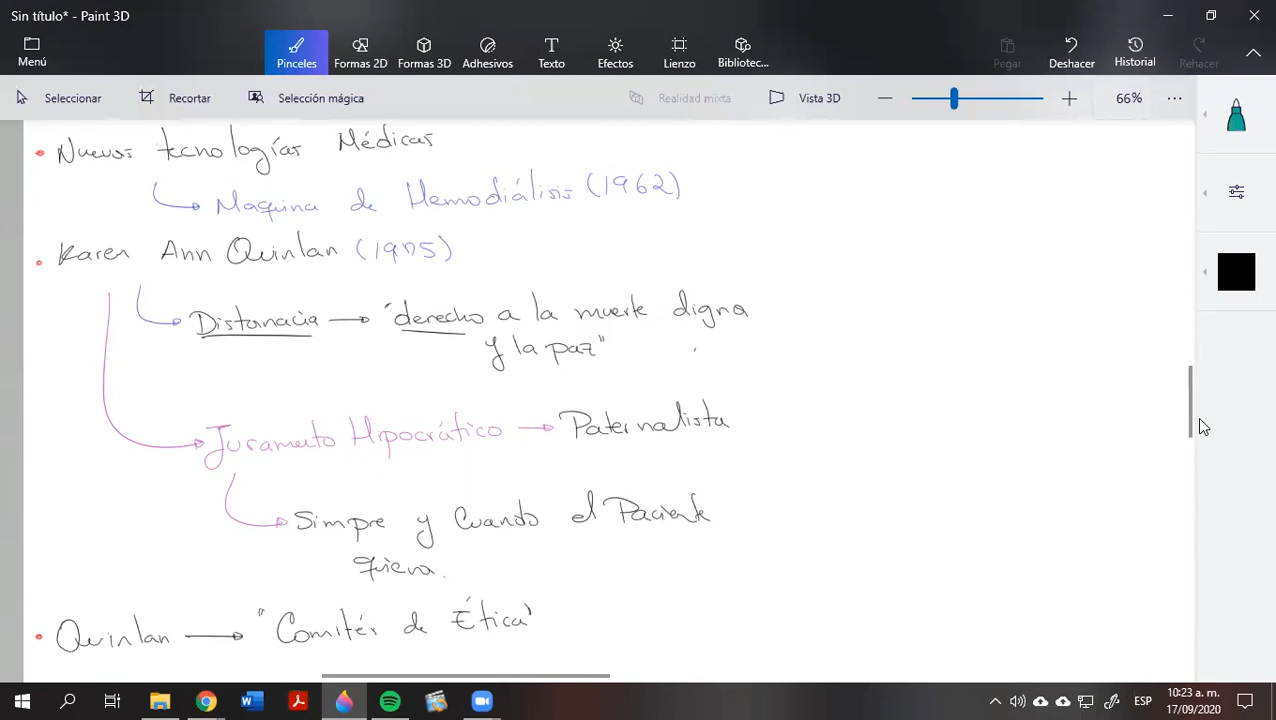 Sin título* - Paint 3D
Menú
Pinceles
Formas 2D
Formas 3D
Adhesivos
Texto
Efectos
Lienzo
Bibliotec...
Pegar
Deshacer
Historial
Rehacer
Seleccionar
Recortar
Selección mágica
Realidad mixta
Vista 3D
66%
• Nuevas tecnologías Médicas
Maquina de Hemodiálisis (1962)
• Karen Ann Quinlan (1975)
Distanacia → "derecho a la muerte digna
y la paz"
Juramento Hipocrático → Paternalista
Simpre y Cuando el Paciente
quiera.
• Quinlan → "Comités de Ética"
ESP
10:23 a. m.
17/09/2020